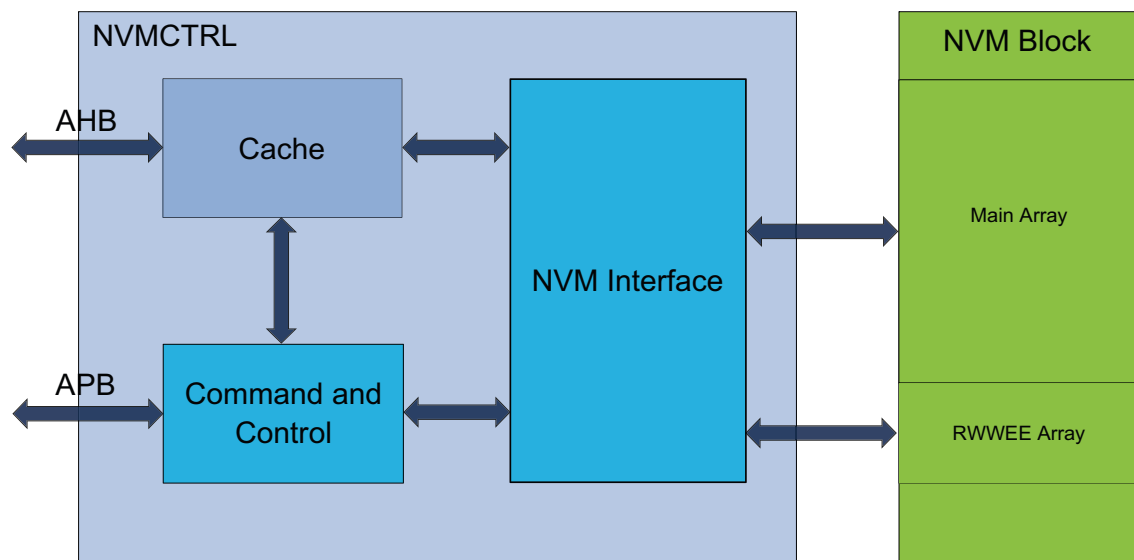 NVMCTRL
NVM Block
AHB
Cache
NVM Interface
Main Array
APB
Command and
Control
RWWEE Array